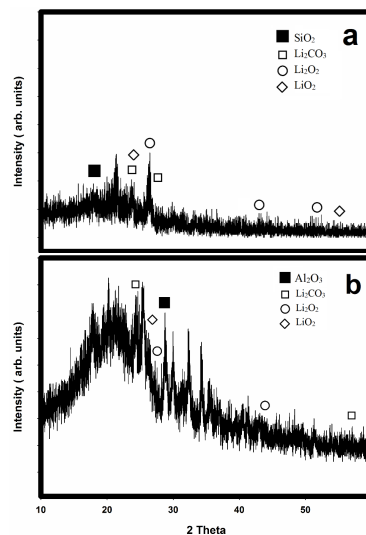 a
SiO₂
Li₂CO₃
Li₂O₂
LiO₂
Intensity ( arb. units)
b
Al₂O₃
Li₂CO₃
Li₂O₂
LiO₂
Intensity ( arb. units)
10 20 30 40 50
2 Theta